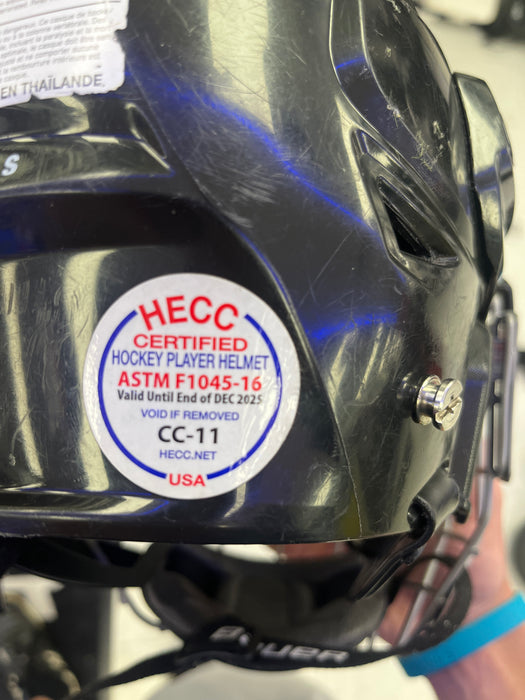 EN THAÏLANDE
S
HECC
CERTIFIED
HOCKEY PLAYER HELMET
ASTM F1045-16
Valid Until End of DEC 2025
VOID IF REMOVED
CC-11
HECC.NET
USA
BAUER